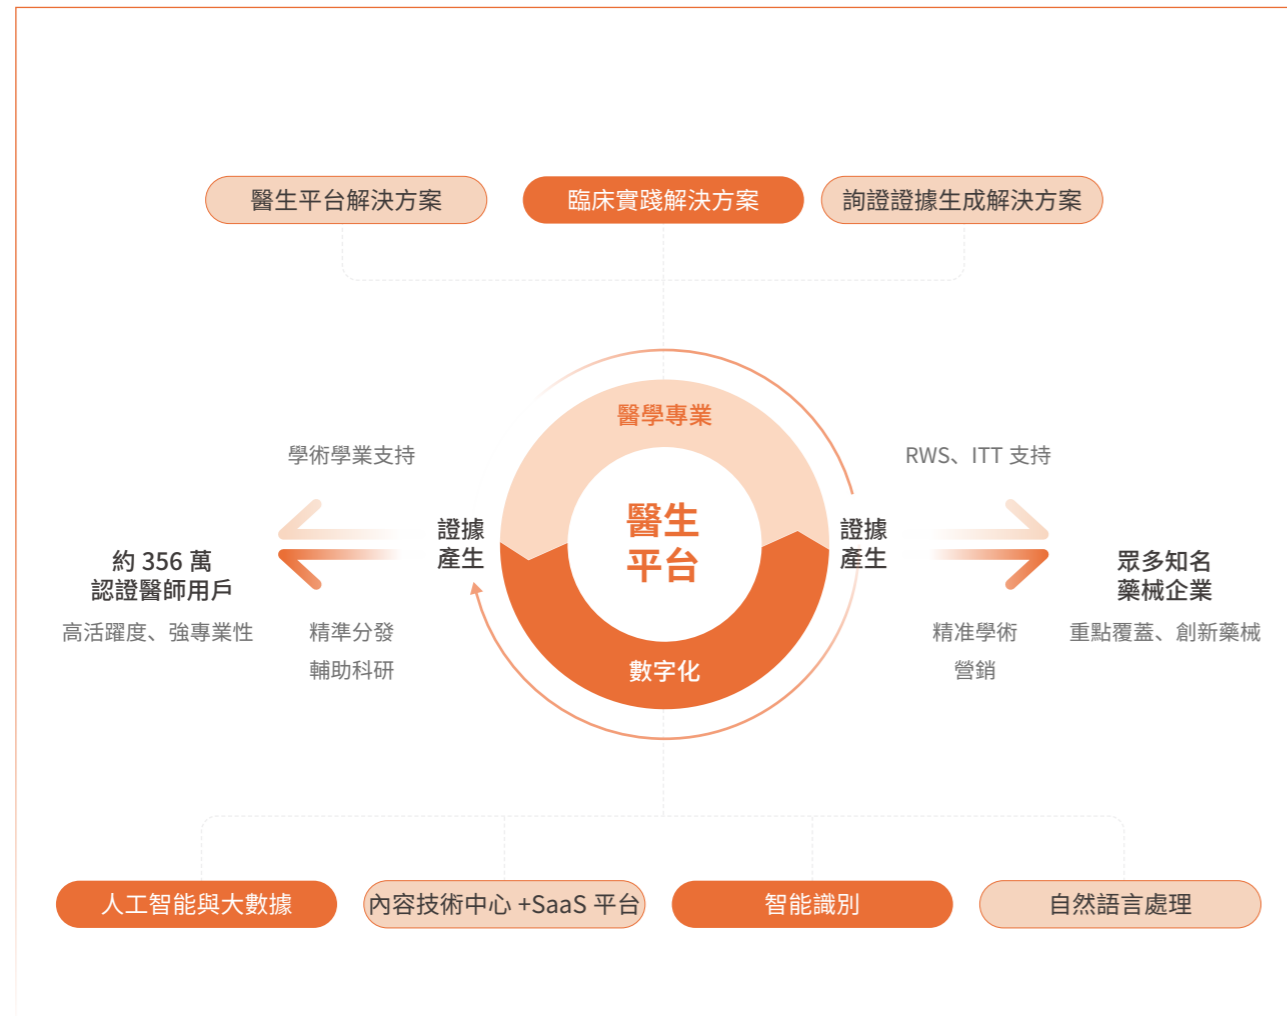 醫生平台解決方案
臨床實踐解決方案
詢證證據生成解決方案
醫學專業
學術學業支持
RWS、ITT 支持
醫生
平台
證據
產生
證據
產生
約 356 萬
認證醫師用戶
高活躍度、強專業性
精準分發
輔助科研
眾多知名
藥械企業
重點覆蓋、創新藥械
精准學術
營銷
數字化
人工智能與大數據
內容技術中心 +SaaS 平台
智能識別
自然語言處理